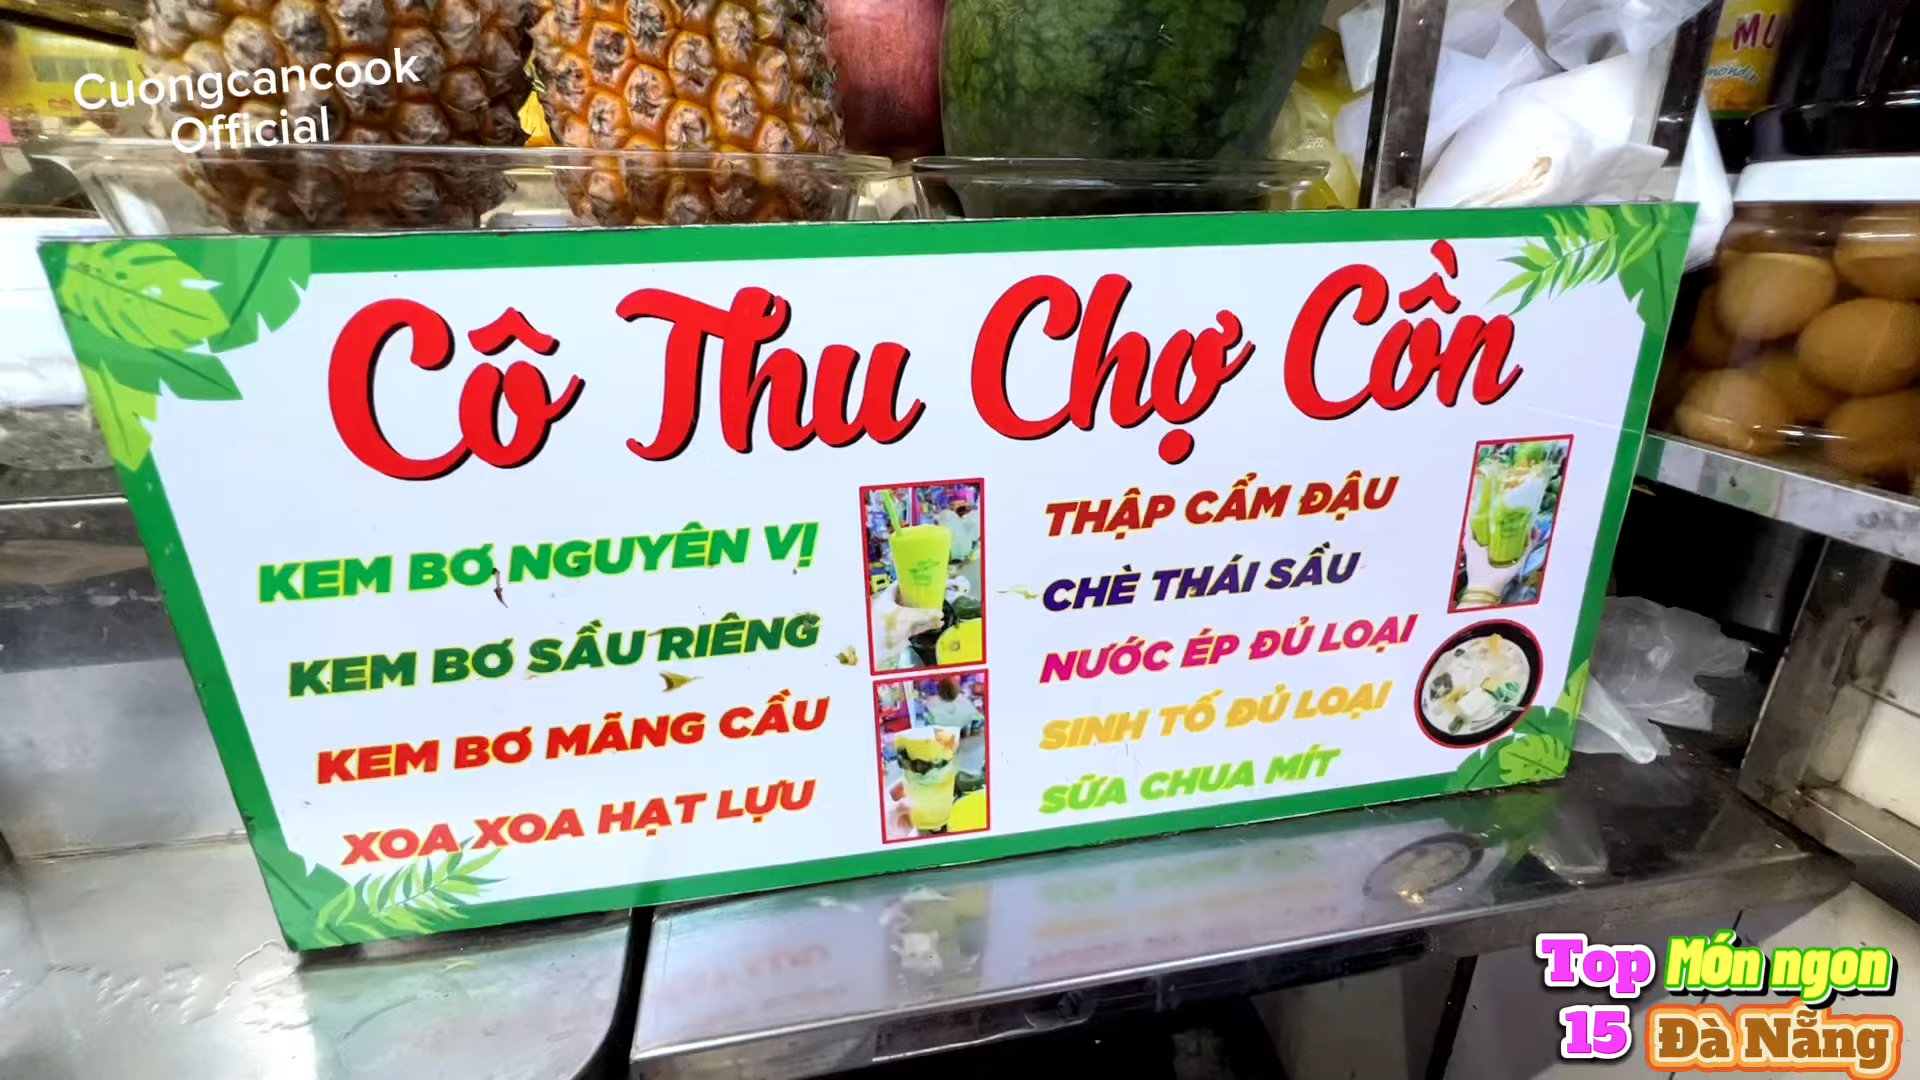 Cuongcancook
Official
MU
Cô Thu Chợ Cồn
KEM BƠ NGUYÊN VỊ
KEM BƠ SẦU RIÊNG
KEM BƠ MÃNG CẦU
XOA XOA HẠT LỰU
THẬP CẨM ĐẬU
CHÈ THÁI SẦU
NƯỚC ÉP ĐỦ LOẠI
SINH TỐ ĐỦ LOẠI
SỮA CHUA MÍT
Top Món ngon
15 Đà Nẵng